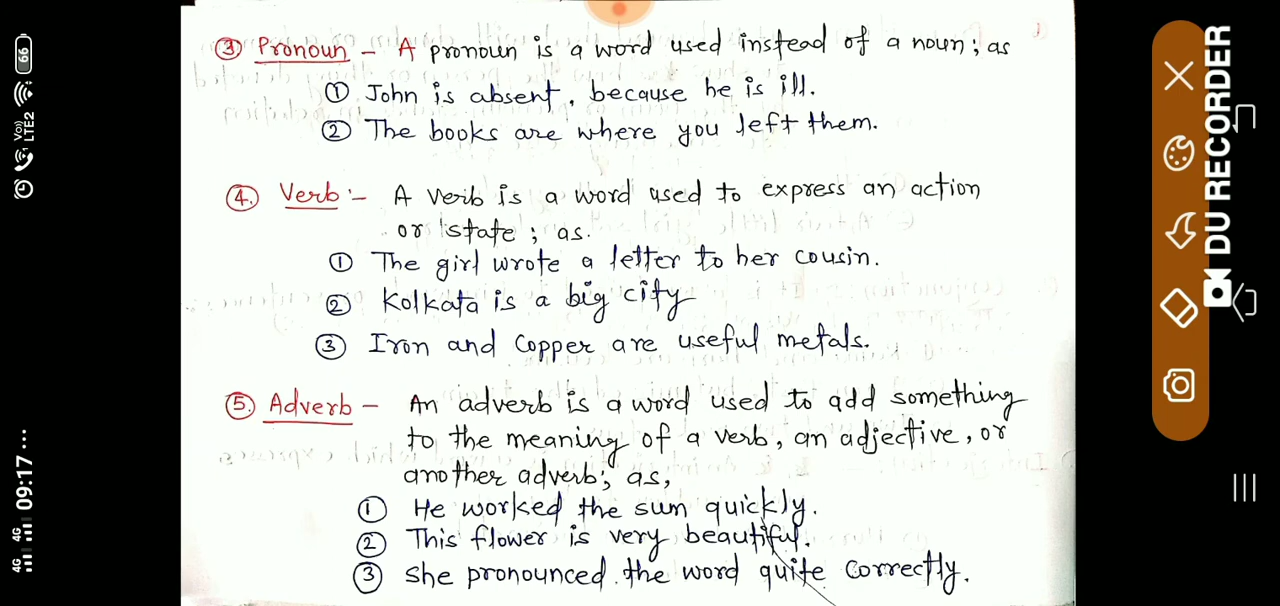 ③ Pronoun - A pronoun is a word used instead of a noun; as
① John is absent, because he is ill.
② The books are where you left them.
④. Verb :- A verb is a word used to express an action
or state ; as.
① The girl wrote a letter to her cousin.
② Kolkata is a big city
③ Iron and Copper are useful metals.
⑤. Adverb - An adverb is a word used to add something
to the meaning of a verb, an adjective, or
another adverb; as,
① He worked the sum quickly.
② This flower is very beautiful.
③ she pronounced the word quite correctly.
66
Vo) LTE2
4G 4G 09:17 ...
DU RECORDER